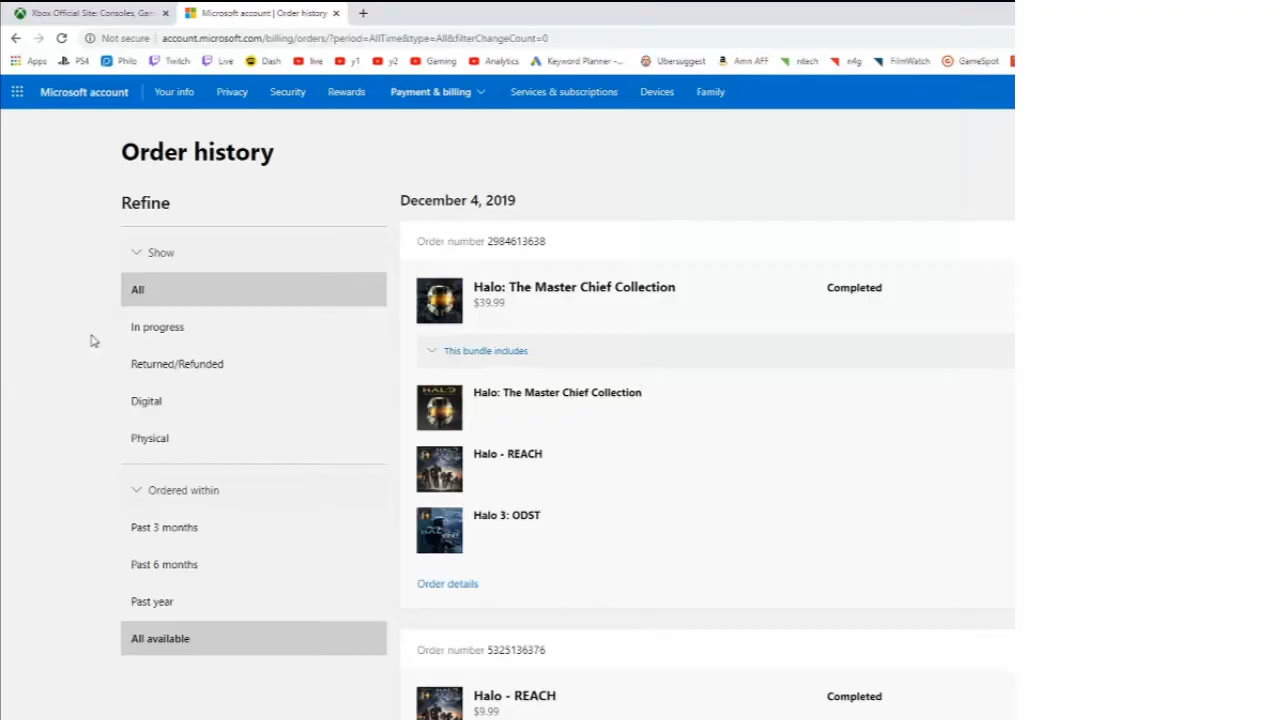 Xbox Official Site: Consoles, Gam
Microsoft account | Order history
Not secure | account.microsoft.com/billing/orders/?period=AllTime&type=All&filterChangeCount=0
Apps PS4 Philo Twitch Live Dash live y1 y2 Gaming Analytics Keyword Planner -... Ubersuggest Amn AFF ntech n4g FilmWatch GameSpot
Microsoft account Your info Privacy Security Rewards Payment & billing Services & subscriptions Devices Family
Order history
Refine
Show
All
In progress
Returned/Refunded
Digital
Physical
Ordered within
Past 3 months
Past 6 months
Past year
All available
December 4, 2019
Order number 2984613638
Halo: The Master Chief Collection Completed
$39.99
This bundle includes
HALO
Halo: The Master Chief Collection
Halo - REACH
Halo 3: ODST
Order details
Order number 5325136376
Halo - REACH Completed
$9.99